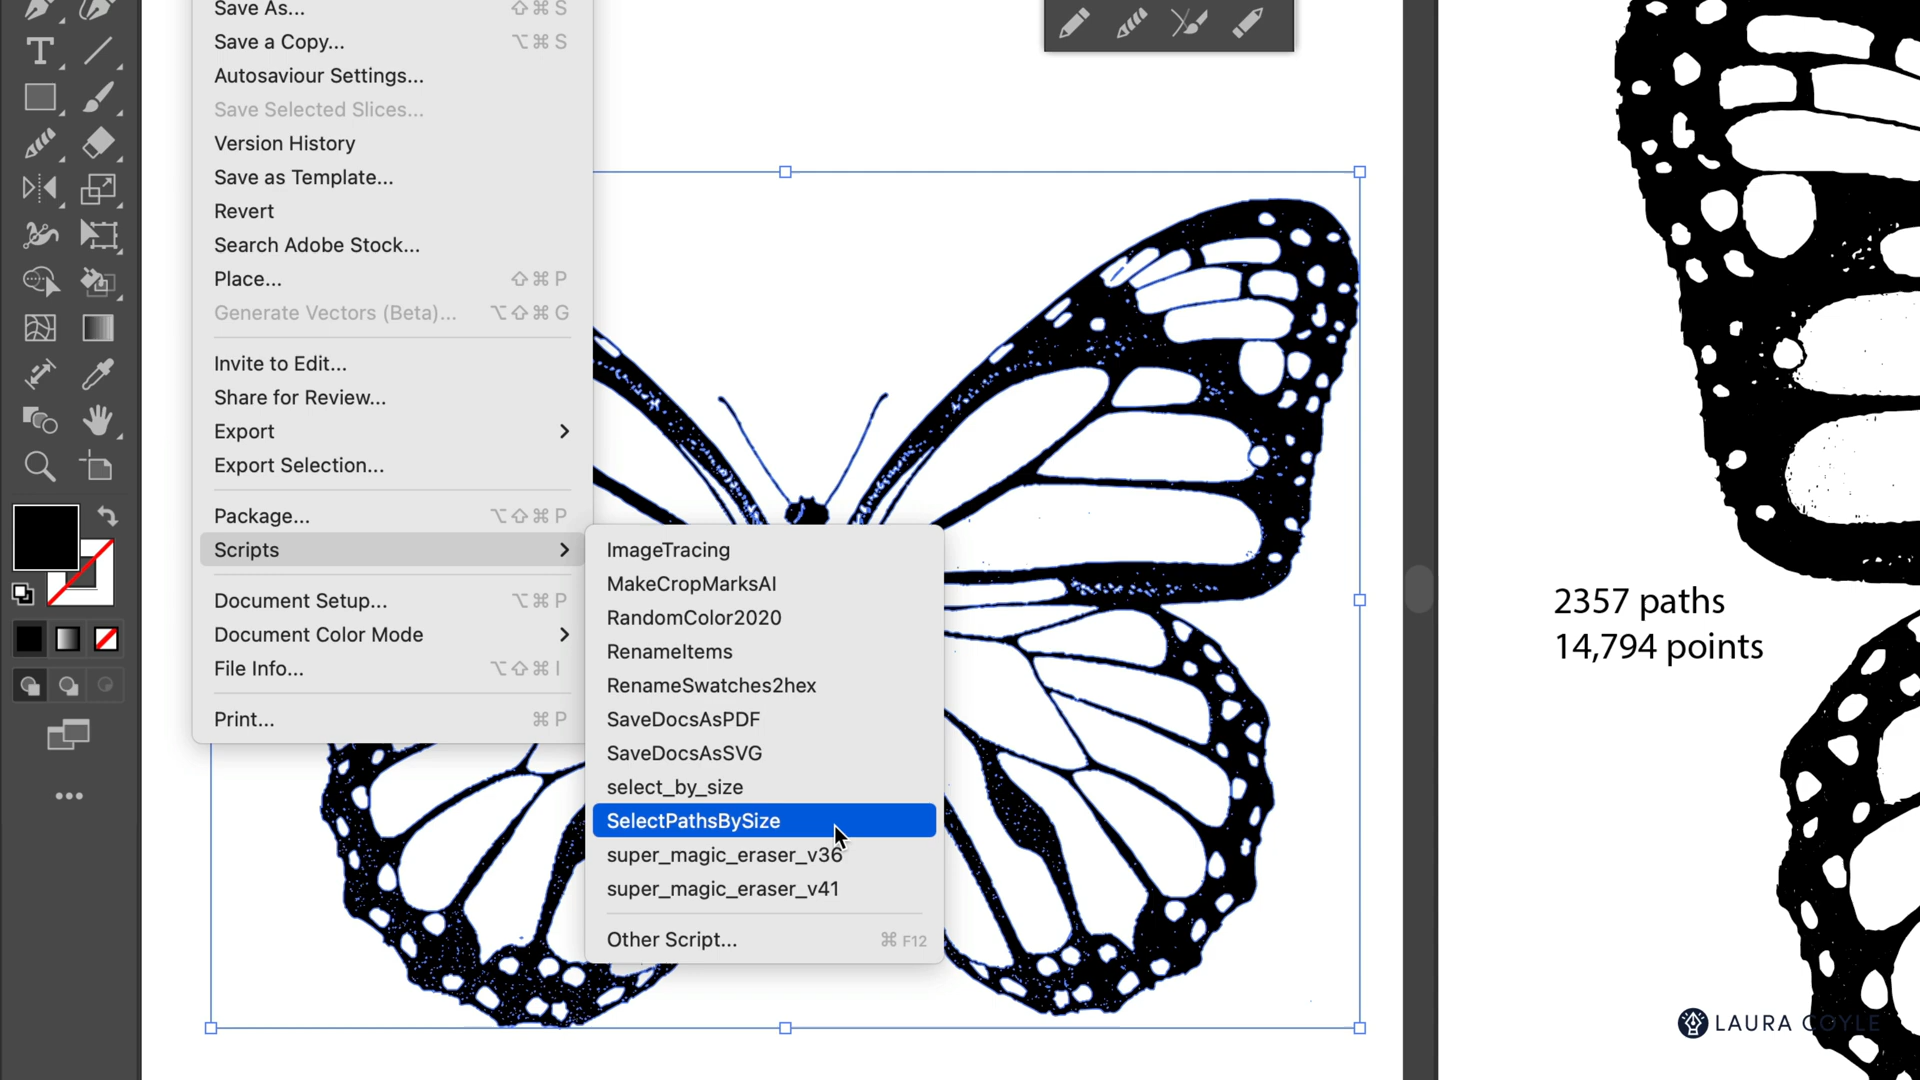 Save As... ⇧⌘S
Save a Copy... ⌥⌘S
Autosaviour Settings...
Save Selected Slices...
Version History
Save as Template...
Revert
Search Adobe Stock...
Place... ⇧⌘P
Generate Vectors (Beta)... ⌥⇧⌘G
Invite to Edit...
Share for Review...
Export
Export Selection...
Package... ⌥⇧⌘P
Scripts
Document Setup... ⌥⌘P
Document Color Mode
File Info... ⌥⇧⌘I
Print... ⌘P
ImageTracing
MakeCropMarksAI
RandomColor2020
RenameItems
RenameSwatches2hex
SaveDocsAsPDF
SaveDocsAsSVG
select_by_size
SelectPathsBySize
super_magic_eraser_v36
super_magic_eraser_v41
Other Script... ⌘F12
2357 paths
14,794 points
LAURA COYLE